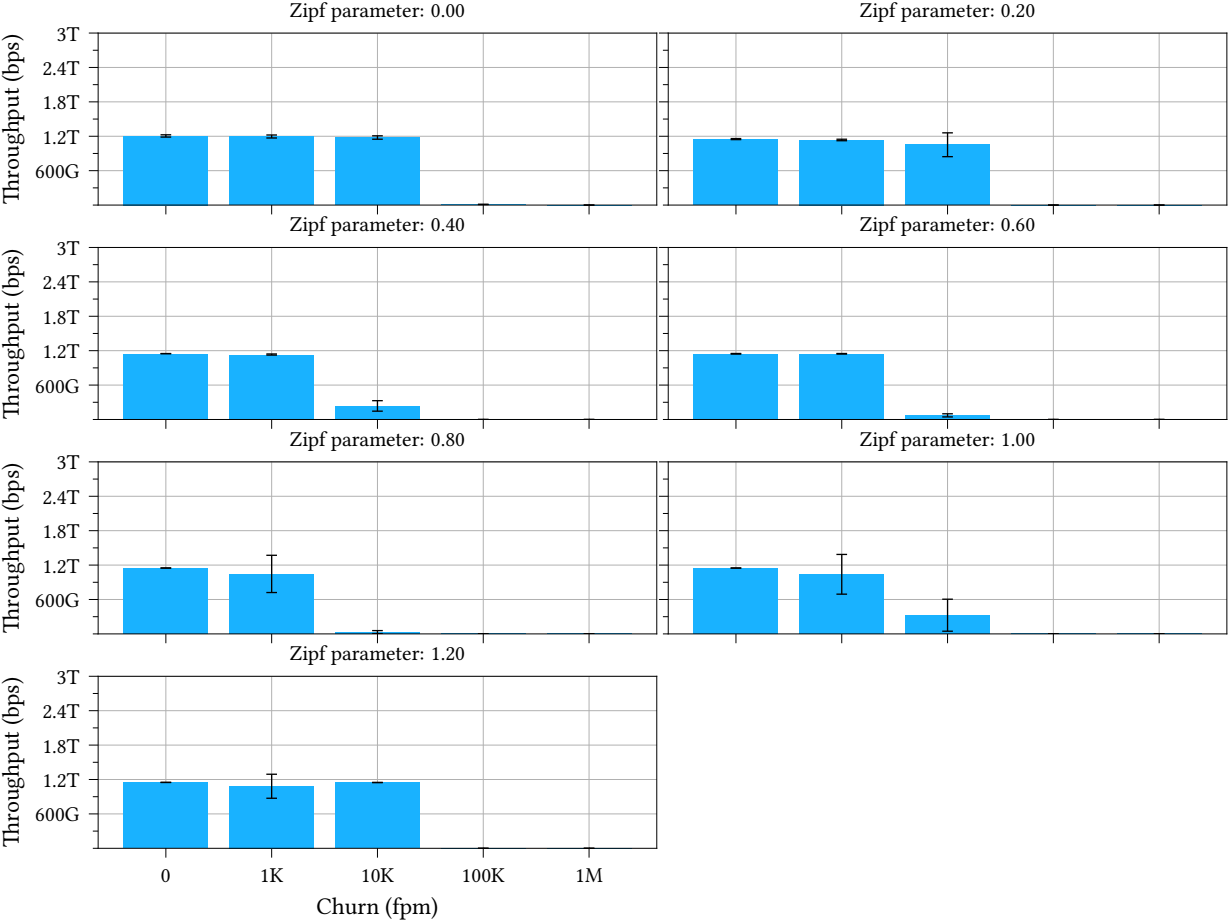 Zipf parameter: 0.00
Zipf parameter: 0.20
Throughput (bps)
3T
2.4T
1.8T
1.2T
600G
Zipf parameter: 0.40
Zipf parameter: 0.60
Throughput (bps)
3T
2.4T
1.8T
1.2T
600G
Zipf parameter: 0.80
Zipf parameter: 1.00
Throughput (bps)
3T
2.4T
1.8T
1.2T
600G
Zipf parameter: 1.20
Throughput (bps)
3T
2.4T
1.8T
1.2T
600G
0 1K 10K 100K 1M
Churn (fpm)